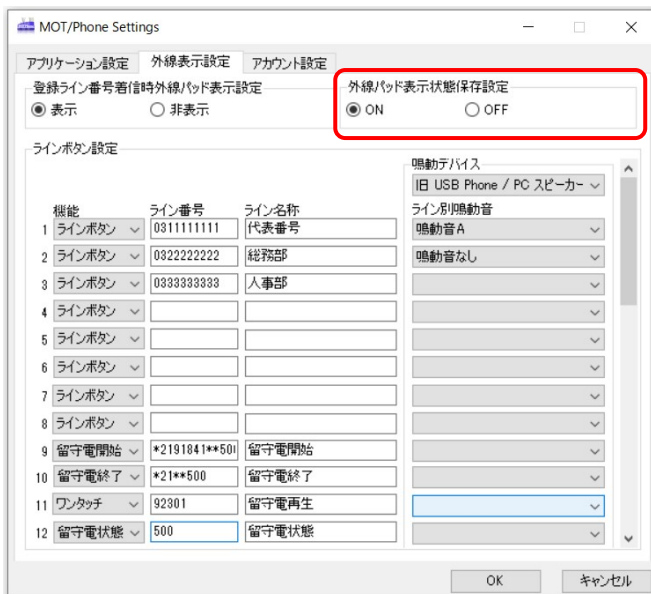 MOT/Phone Settings
アプリケーション設定 外線表示設定 アカウント設定
登録ライン番号着信時外線パッド表示設定
表示 非表示
外線パッド表示状態保存設定
ON OFF
ラインボタン設定
鳴動デバイス
旧 USB Phone / PC スピーカー
機能 ライン番号 ライン名称 ライン別鳴動音
1 ラインボタン 0311111111 代表番号 鳴動音A
2 ラインボタン 0322222222 総務部 鳴動音なし
3 ラインボタン 0333333333 人事部
4 ラインボタン
5 ラインボタン
6 ラインボタン
7 ラインボタン
8 ラインボタン
9 留守電開始 *2191841**50 留守電開始
10 留守電終了 *21**500 留守電終了
11 ワンタッチ 92301 留守電再生
12 留守電状態 500 留守電状態
OK キャンセル